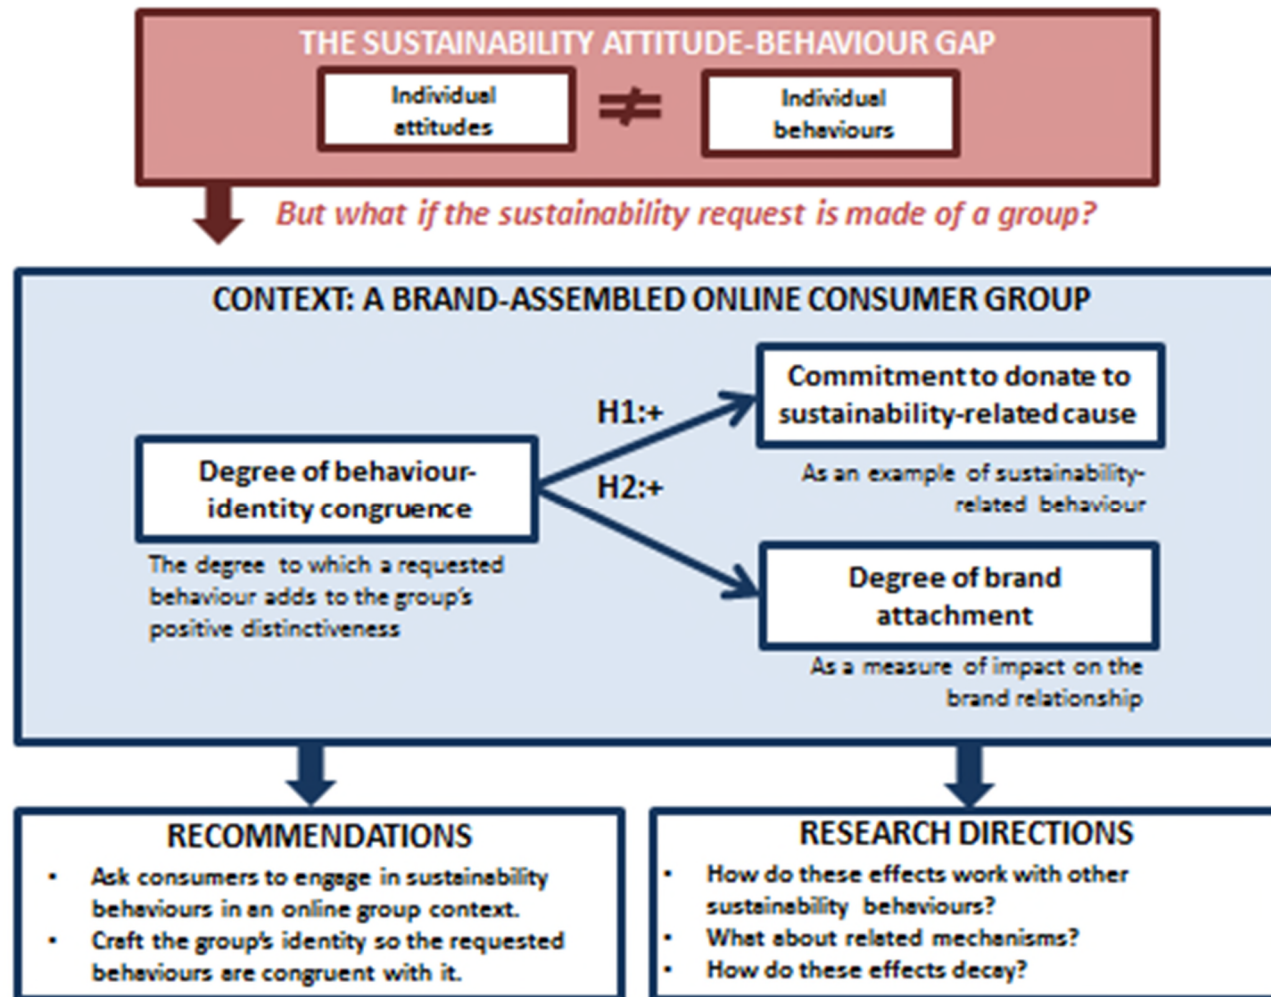 THE SUSTAINABILITY ATTITUDE-BEHAVIOUR GAP
Individual
attitudes
≠
Individual
behaviours
But what if the sustainability request is made of a group?
CONTEXT: A BRAND-ASSEMBLED ONLINE CONSUMER GROUP
Degree of behaviour-
identity congruence
The degree to which a requested
behaviour adds to the group's
positive distinctiveness
H1:+
H2:+
Commitment to donate to
sustainability-related cause
As an example of sustainability-
related behaviour
Degree of brand
attachment
As a measure of impact on the
brand relationship
RECOMMENDATIONS
• Ask consumers to engage in sustainability
behaviours in an online group context.
• Craft the group's identity so the requested
behaviours are congruent with it.
RESEARCH DIRECTIONS
• How do these effects work with other
sustainability behaviours?
• What about related mechanisms?
• How do these effects decay?